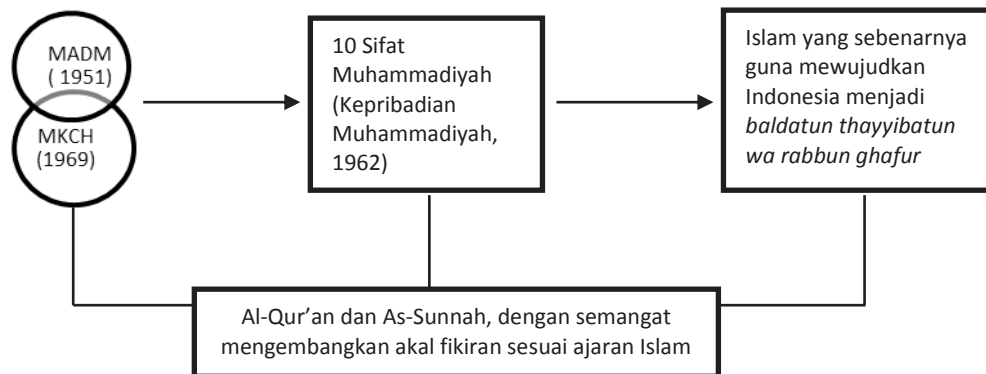 MADM
( 1951)
MKCH
(1969)
10 Sifat
Muhammadiyah
(Kepribadian
Muhammadiyah,
1962)
Islam yang sebenarnya
guna mewujudkan
Indonesia menjadi
baldatun thayyibatun
wa rabbun ghafur
Al-Qur’an dan As-Sunnah, dengan semangat
mengembangkan akal fikiran sesuai ajaran Islam